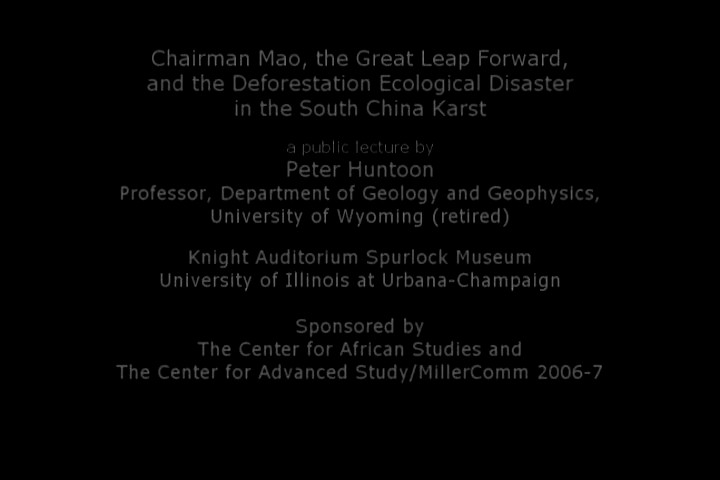 Chairman Mao, the Great Leap Forward,
and the Deforestation Ecological Disaster
in the South China Karst
a public lecture by
Peter Huntoon
Professor, Department of Geology and Geophysics,
University of Wyoming (retired)
Knight Auditorium Spurlock Museum
University of Illinois at Urbana-Champaign
Sponsored by
The Center for African Studies and
The Center for Advanced Study/MillerComm 2006-7